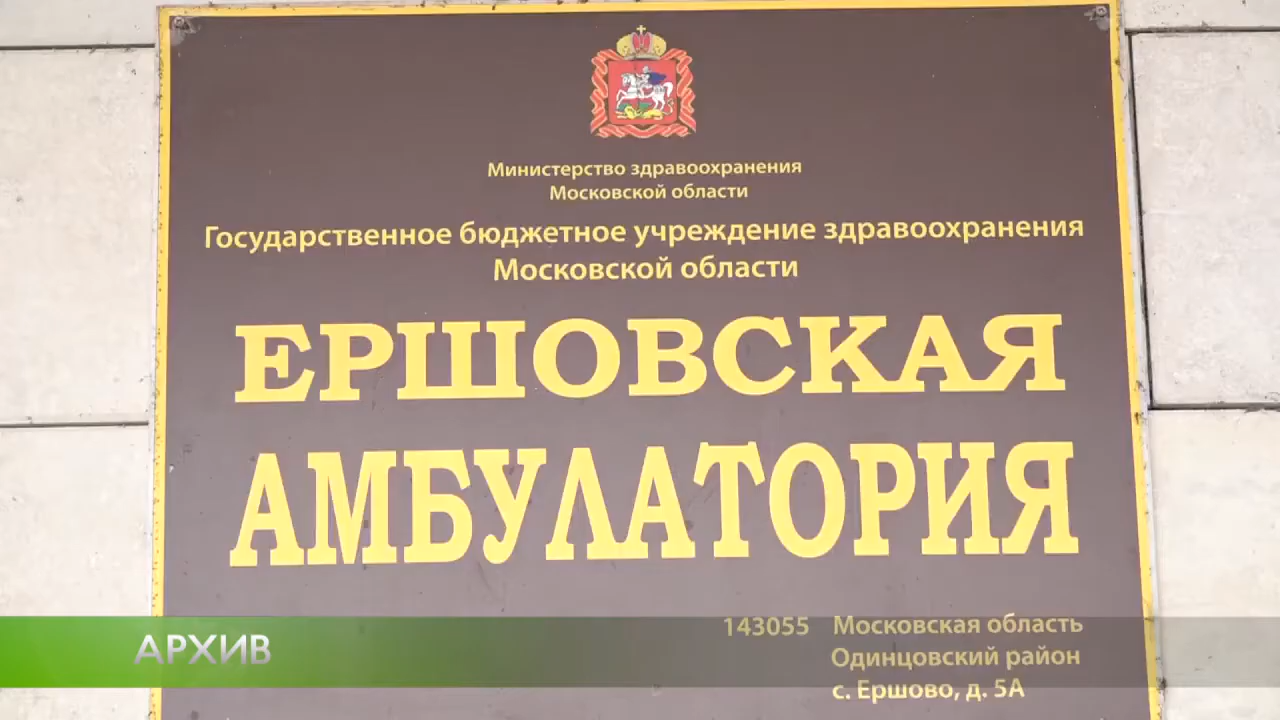 Министерство здравоохранения
Московской области
Государственное бюджетное учреждение здравоохранения
Московской области
ЕРШОВСКАЯ
АМБУЛАТОРИЯ
143055 Московская область
Одинцовский район
с. Ершово, д. 5А
АРХИВ